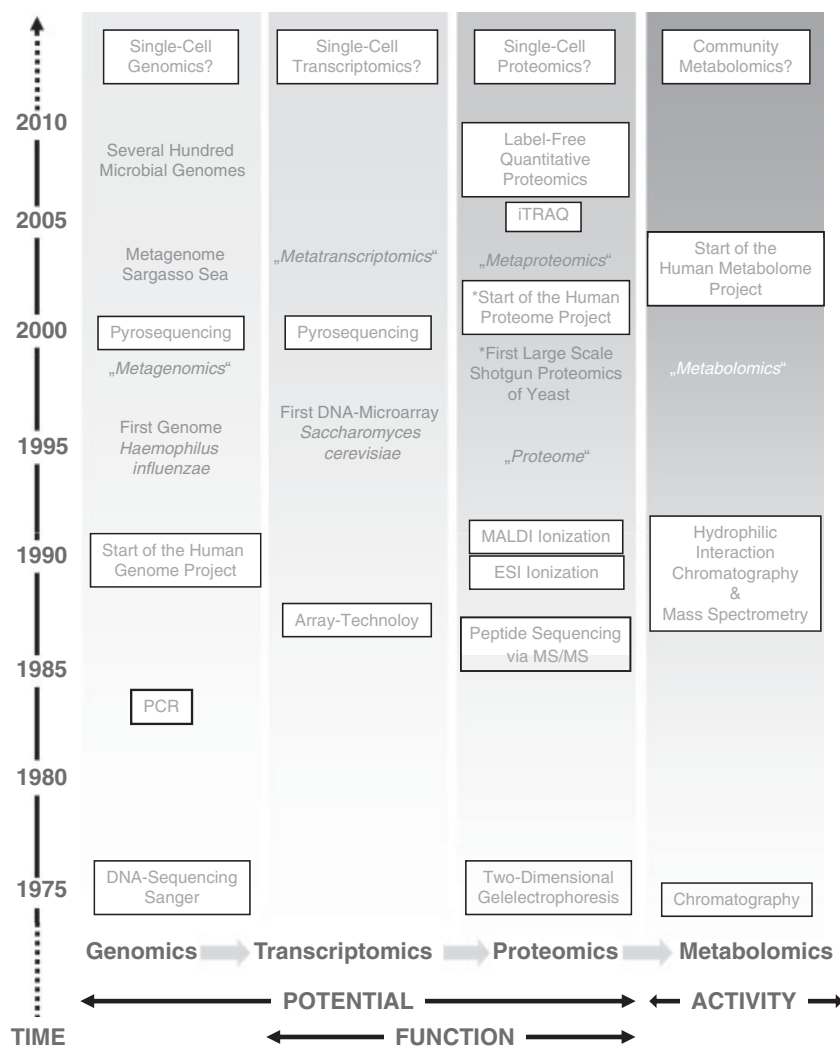 Single-Cell
Genomics?
Single-Cell
Transcriptomics?
Single-Cell
Proteomics?
Community
Metabolomics?
2010
Several Hundred
Microbial Genomes
Label-Free
Quantitative
Proteomics
2005
iTRAQ
Metagenome
Sargasso Sea
„Metatranscriptomics“
„Metaproteomics“
Start of the
Human Metabolome
Project
*Start of the Human
Proteome Project
2000
Pyrosequencing
Pyrosequencing
„Metagenomics“
*First Large Scale
Shotgun Proteomics
of Yeast
„Metabolomics“
First Genome
Haemophilus
influenzae
First DNA-Microarray
Saccharomyces
cerevisiae
1995
„Proteome“
1990
Start of the Human
Genome Project
MALDI Ionization
ESI Ionization
Hydrophilic
Interaction
Chromatography
&
Mass Spectrometry
Array-Technoloy
Peptide Sequencing
via MS/MS
1985
PCR
1980
1975
DNA-Sequencing
Sanger
Two-Dimensional
Gelelectrophoresis
Chromatography
Genomics Transcriptomics Proteomics Metabolomics
POTENTIAL ACTIVITY
TIME FUNCTION